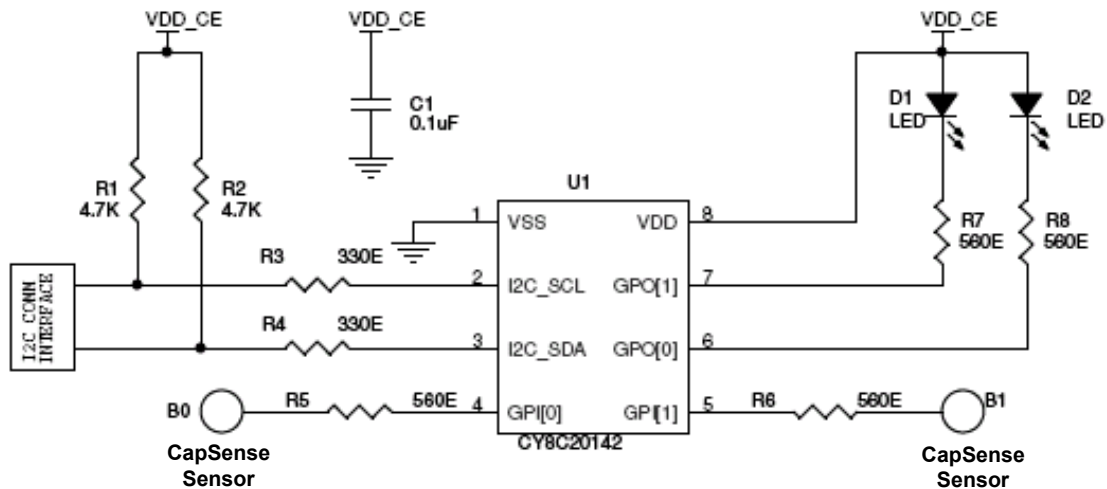 VDD_CE
VDD_CE
VDD_CE
C1
0.1uF
D1
LED
D2
LED
R1
4.7K
R2
4.7K
U1
R7
560E
R8
560E
1
VSS
VDD
8
R3
330E
2
I2C_SCL
GPO[1]
7
I2C CONN
INTERFACE
R4
330E
3
I2C_SDA
GPO[0]
6
B0
R5
560E
4
GPI[0]
GPI[1]
5
R6
560E
B1
CY8C20142
CapSense
Sensor
CapSense
Sensor